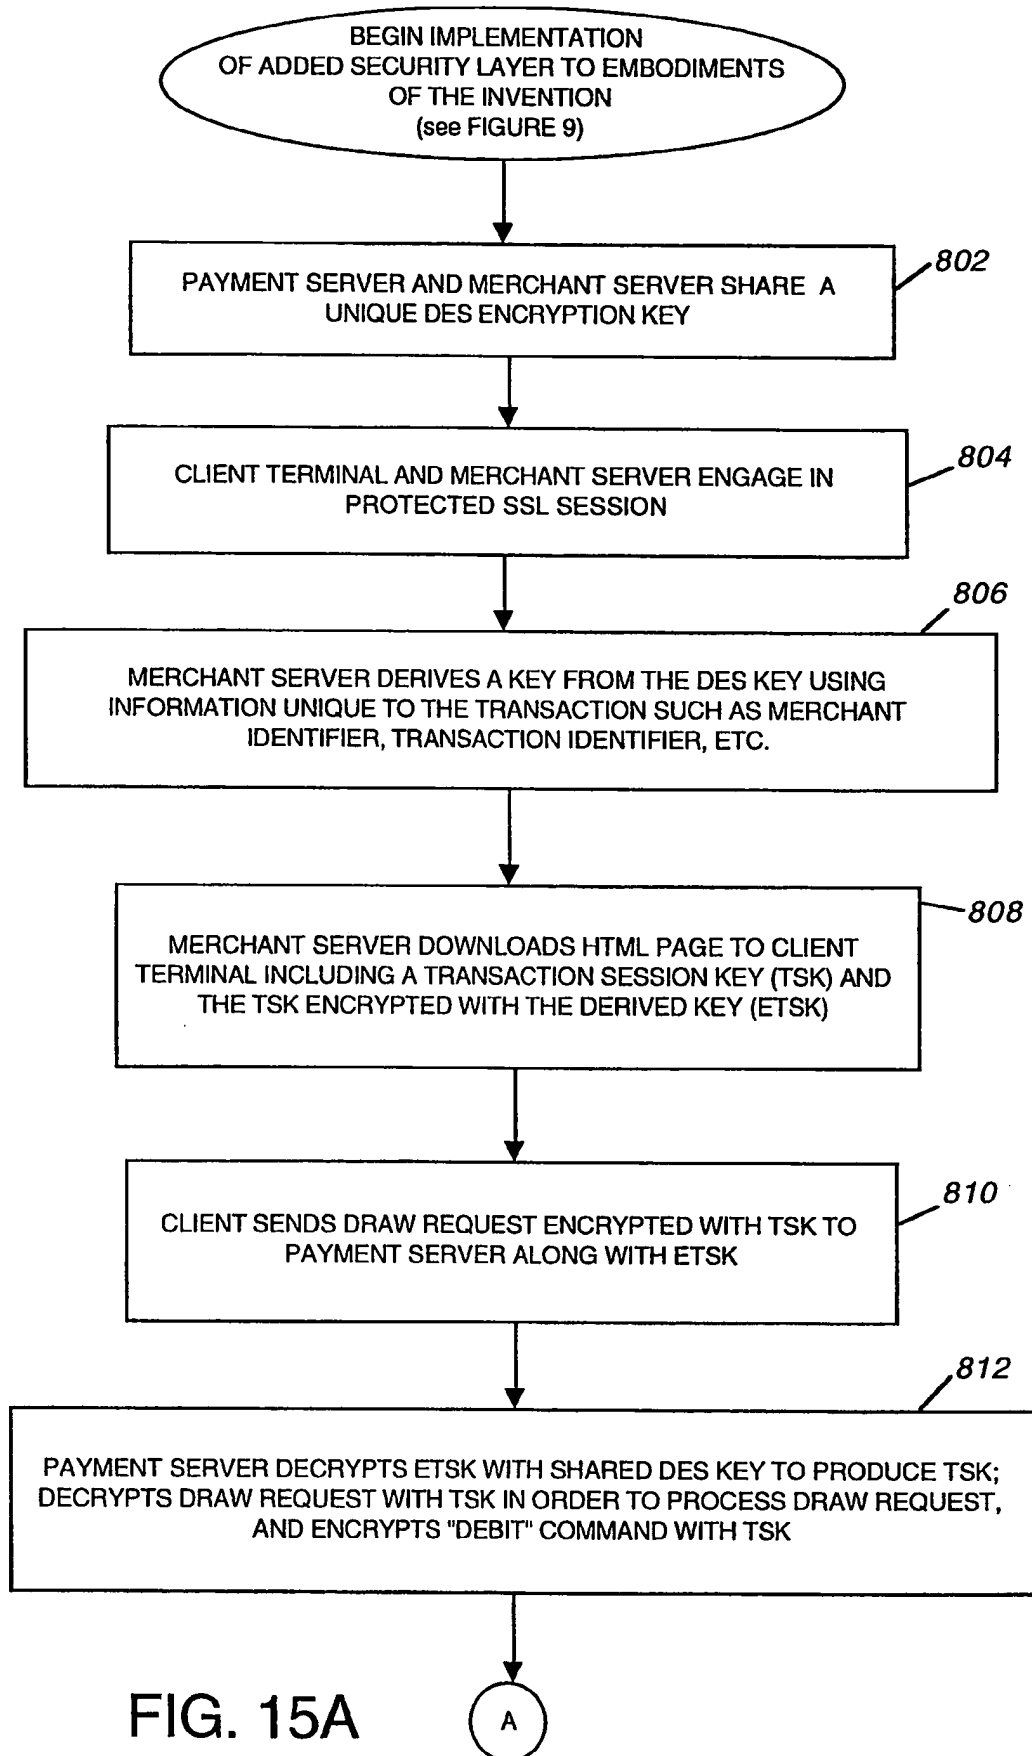 BEGIN IMPLEMENTATION
OF ADDED SECURITY LAYER TO EMBODIMENTS
OF THE INVENTION
(see FIGURE 9)
802
PAYMENT SERVER AND MERCHANT SERVER SHARE A
UNIQUE DES ENCRYPTION KEY
804
CLIENT TERMINAL AND MERCHANT SERVER ENGAGE IN
PROTECTED SSL SESSION
806
MERCHANT SERVER DERIVES A KEY FROM THE DES KEY USING
INFORMATION UNIQUE TO THE TRANSACTION SUCH AS MERCHANT
IDENTIFIER, TRANSACTION IDENTIFIER, ETC.
808
MERCHANT SERVER DOWNLOADS HTML PAGE TO CLIENT
TERMINAL INCLUDING A TRANSACTION SESSION KEY (TSK) AND
THE TSK ENCRYPTED WITH THE DERIVED KEY (ETSK)
810
CLIENT SENDS DRAW REQUEST ENCRYPTED WITH TSK TO
PAYMENT SERVER ALONG WITH ETSK
812
PAYMENT SERVER DECRYPTS ETSK WITH SHARED DES KEY TO PRODUCE TSK;
DECRYPTS DRAW REQUEST WITH TSK IN ORDER TO PROCESS DRAW REQUEST,
AND ENCRYPTS "DEBIT" COMMAND WITH TSK
FIG. 15A
A